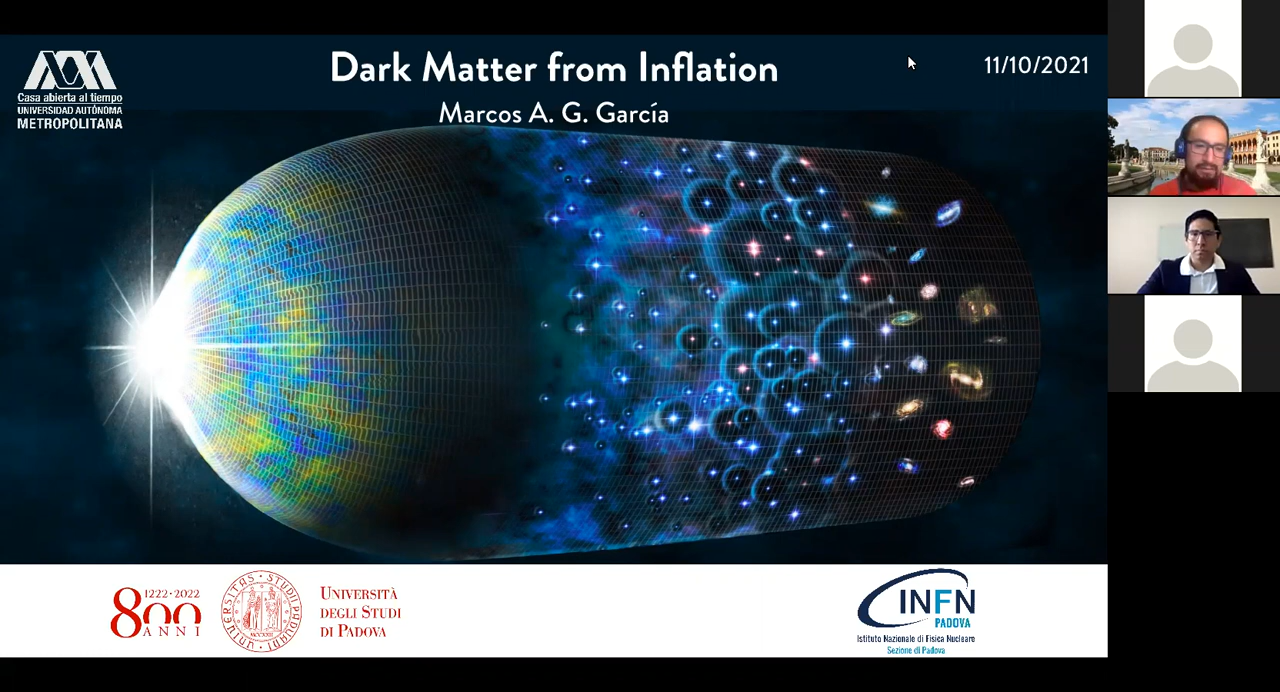 Dark Matter from Inflation
11/10/2021
Marcos A. G. García
Casa abierta al tiempo
UNIVERSIDAD AUTÓNOMA
METROPOLITANA
1222·2022
800
ANNI
UNIVERSITÀ
DEGLI STUDI
DI PADOVA
INFN
PADOVA
Istituto Nazionale di Fisica Nucleare
Sezione di Padova